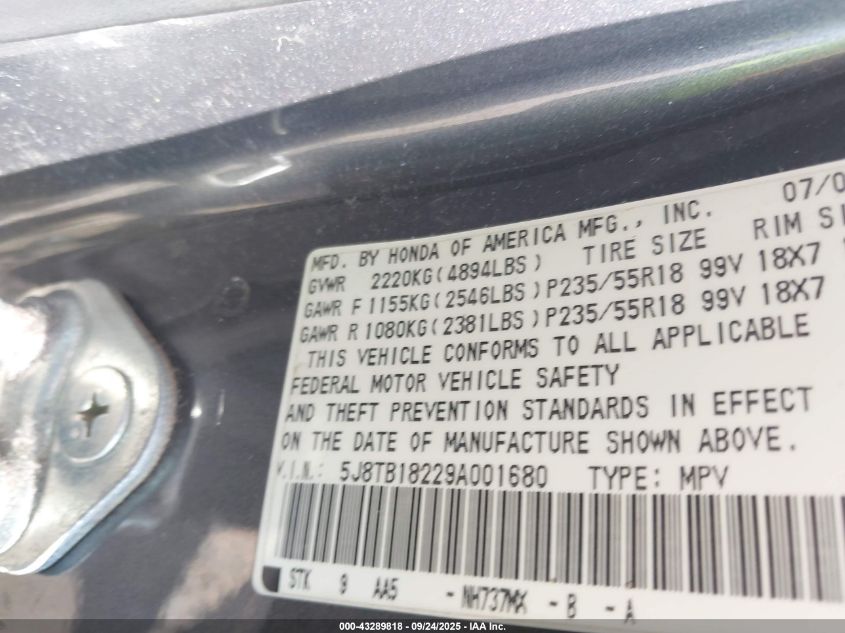 MFD. BY HONDA OF AMERICA MFG., INC. 07/0
GVWR 2220KG(4894LBS) TIRE SIZE RIM SI
GAWR F 1155KG(2546LBS) P235/55R18 99V 18X7
GAWR R 1080KG(2381LBS) P235/55R18 99V 18X7
THIS VEHICLE CONFORMS TO ALL APPLICABLE
FEDERAL MOTOR VEHICLE SAFETY
AND THEFT PREVENTION STANDARDS IN EFFECT
ON THE DATE OF MANUFACTURE SHOWN ABOVE.
V.I.N.: 5J8TB18229A001680 TYPE: MPV
STK 9 AA5 - NH737MX - B - A
000-43289818 - 09/24/2025 - IAA Inc.